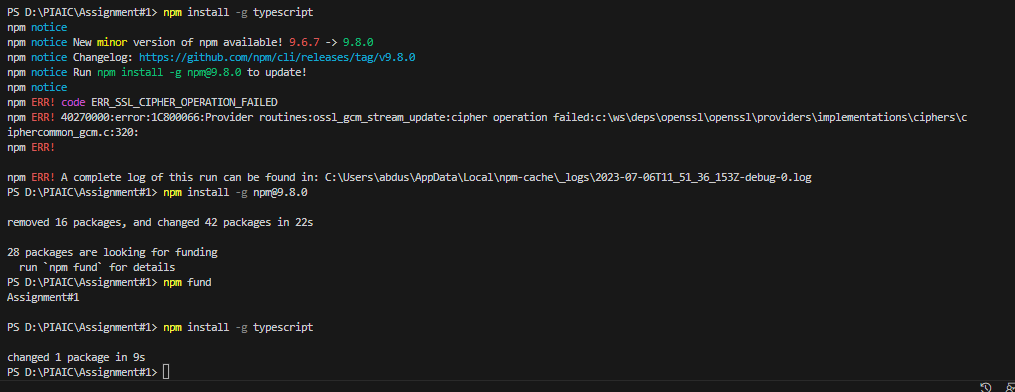 PS D:\PIAIC\Assignment#1> npm install -g typescript
npm notice
npm notice New minor version of npm available! 9.6.7 -> 9.8.0
npm notice Changelog: https://github.com/npm/cli/releases/tag/v9.8.0
npm notice Run npm install -g npm@9.8.0 to update!
npm notice
npm ERR! code ERR_SSL_CIPHER_OPERATION_FAILED
npm ERR! 40270000:error:1C800066:Provider routines:ossl_gcm_stream_update:cipher operation failed:c:\ws\deps\openssl\openssl\providers\implementations\ciphers\c
iphercommon_gcm.c:320:
npm ERR!
npm ERR! A complete log of this run can be found in: C:\Users\abdus\AppData\Local\npm-cache\_logs\2023-07-06T11_51_36_153Z-debug-0.log
PS D:\PIAIC\Assignment#1> npm install -g npm@9.8.0
removed 16 packages, and changed 42 packages in 22s
28 packages are looking for funding
  run `npm fund` for details
PS D:\PIAIC\Assignment#1> npm fund
Assignment#1
PS D:\PIAIC\Assignment#1> npm install -g typescript
changed 1 package in 9s
PS D:\PIAIC\Assignment#1>